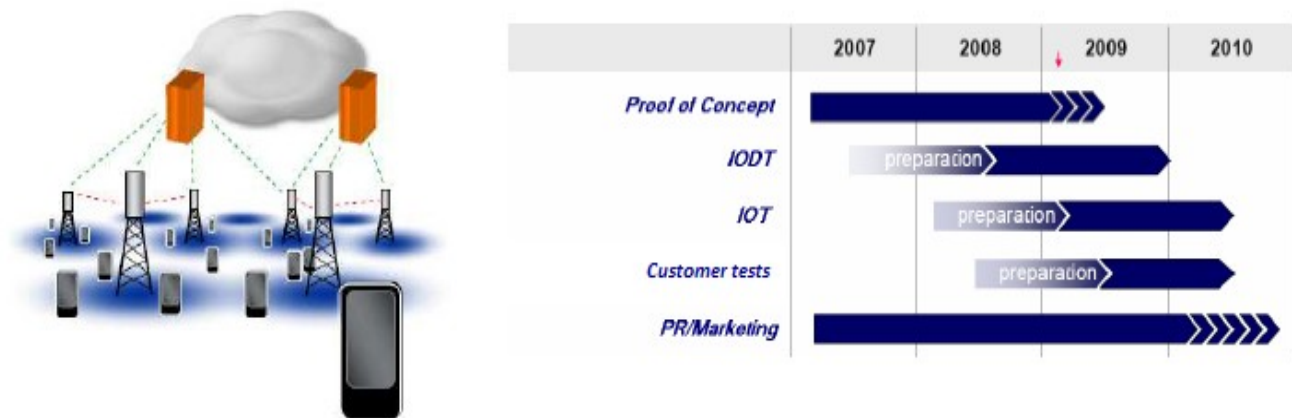 2007 2008 2009 2010
Proof of Concept
IODT preparation
IOT preparation
Customer tests preparation
PR/Marketing